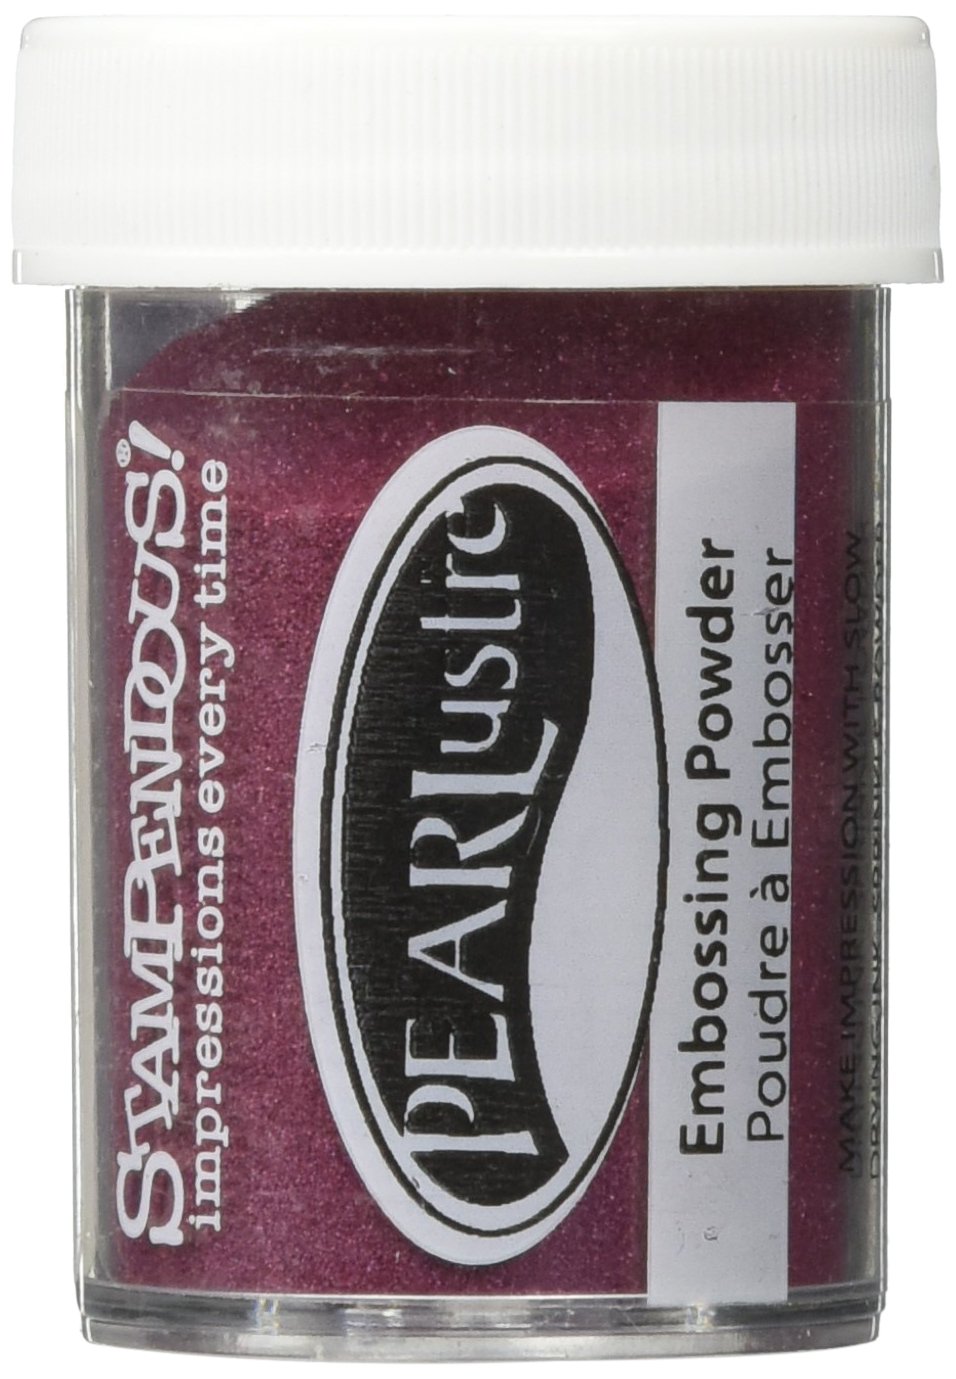 STAMPENDOUS!®
impressions every time
PEARLustre
Embossing Powder
Poudre à Embosser
MAKE IMPRESSION WITH SLOW